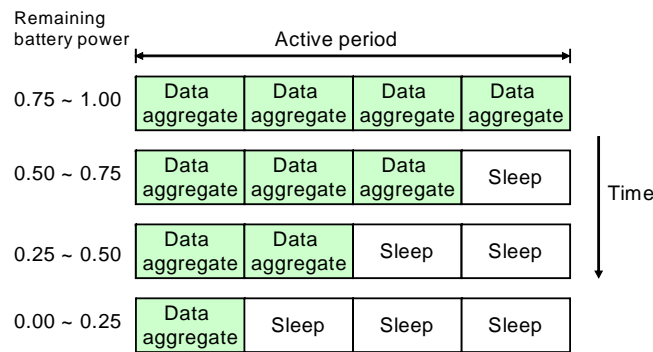 Remaining
battery power
Active period
0.75 ~ 1.00
Data
aggregate
Data
aggregate
Data
aggregate
Data
aggregate
0.50 ~ 0.75
Data
aggregate
Data
aggregate
Data
aggregate
Sleep
Time
0.25 ~ 0.50
Data
aggregate
Data
aggregate
Sleep
Sleep
0.00 ~ 0.25
Data
aggregate
Sleep
Sleep
Sleep